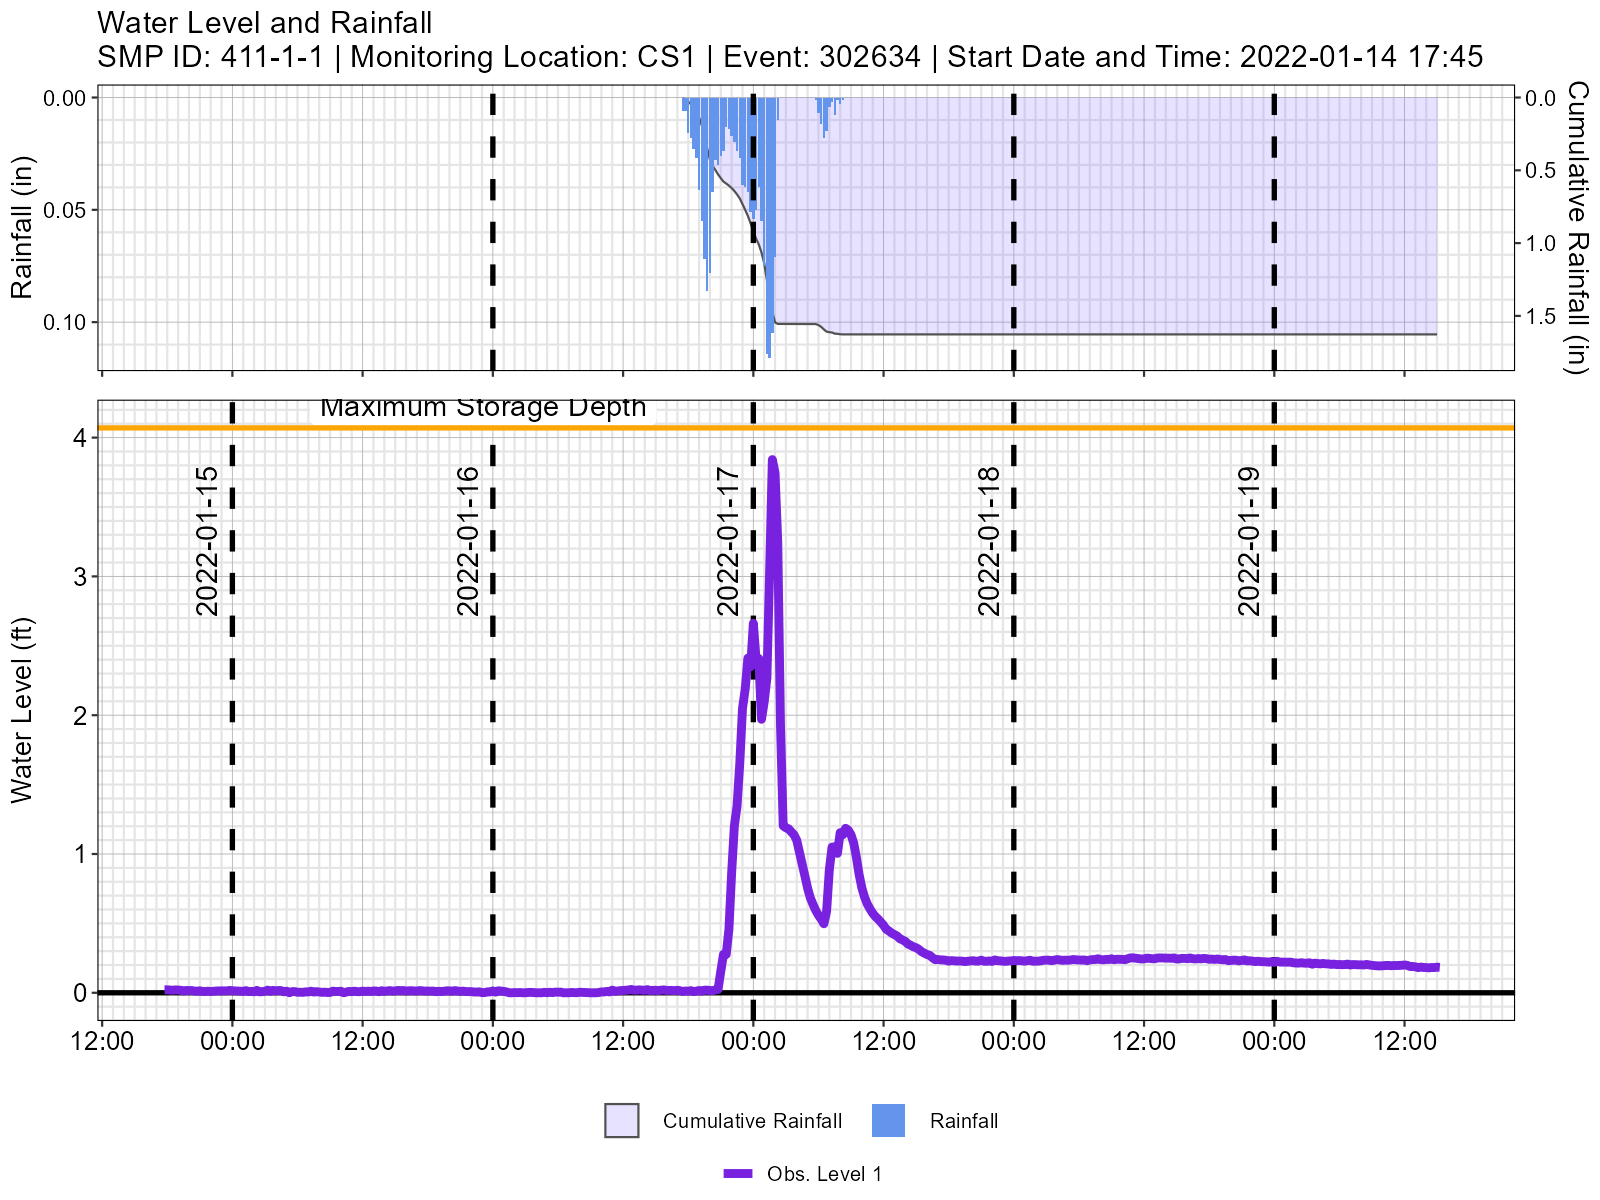 Water Level and Rainfall
SMP ID: 411-1-1 | Monitoring Location: CS1 | Event: 302634 | Start Date and Time: 2022-01-14 17:45
Rainfall (in)
0.00
0.05
0.10
0.0
0.5
1.0
1.5
Cumulative Rainfall (in)
Maximum Storage Depth
Water Level (ft)
4
3
2
1
0
2022-01-15
2022-01-16
2022-01-17
2022-01-18
2022-01-19
12:00 00:00 12:00 00:00 12:00 00:00 12:00 00:00 12:00 00:00 12:00
Cumulative Rainfall Rainfall
Obs. Level 1